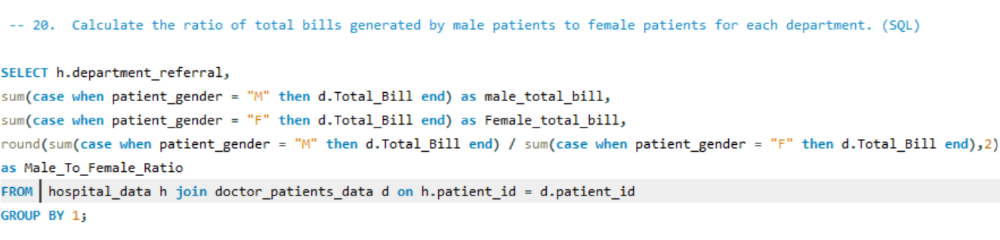 -- 20.  Calculate the ratio of total bills generated by male patients to female patients for each department. (SQL)
SELECT h.department_referral,
sum(case when patient_gender = "M" then d.Total_Bill end) as male_total_bill,
sum(case when patient_gender = "F" then d.Total_Bill end) as Female_total_bill,
round(sum(case when patient_gender = "M" then d.Total_Bill end) / sum(case when patient_gender = "F" then d.Total_Bill end),2)
as Male_To_Female_Ratio
FROM hospital_data h join doctor_patients_data d on h.patient_id = d.patient_id
GROUP BY 1;